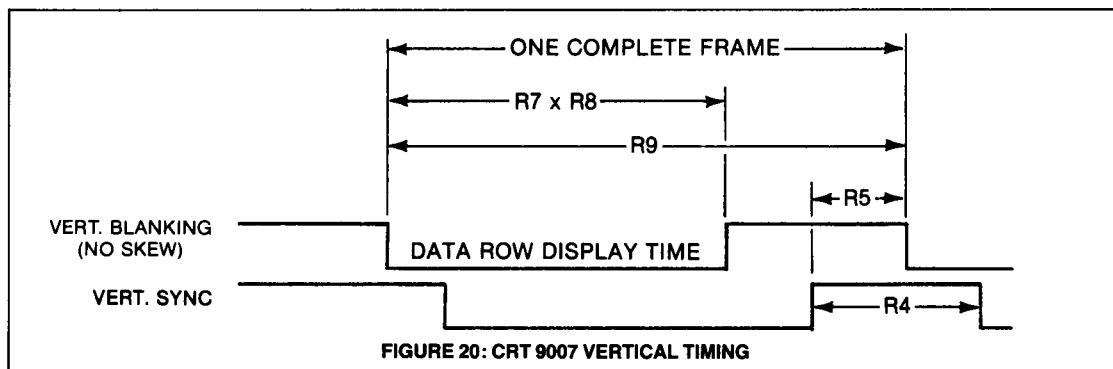 ONE COMPLETE FRAME
R7 x R8
R9
R5
VERT. BLANKING
(NO SKEW)
DATA ROW DISPLAY TIME
VERT. SYNC
R4
FIGURE 20: CRT 9007 VERTICAL TIMING